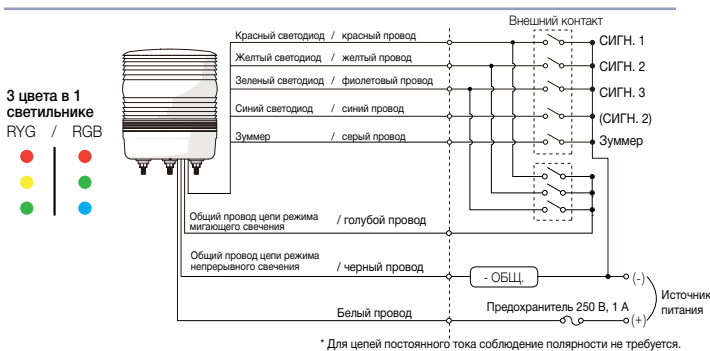 Внешний контакт
Красный светодиод / красный провод
СИГН. 1
Желтый светодиод / желтый провод
СИГН. 2
Зеленый светодиод / фиолетовый провод
СИГН. 3
Синий светодиод / синий провод
(СИГН. 2)
Зуммер / серый провод
Зуммер
3 цвета в 1
светильнике
RYG / RGB
Общий провод цепи режима
мигающего свечения / голубой провод
Общий провод цепи режима
непрерывного свечения / черный провод
- ОБЩ.
(-)
Источник
питания
Белый провод
Предохранитель 250 В, 1 А
(+)
* Для цепей постоянного тока соблюдение полярности не требуется.